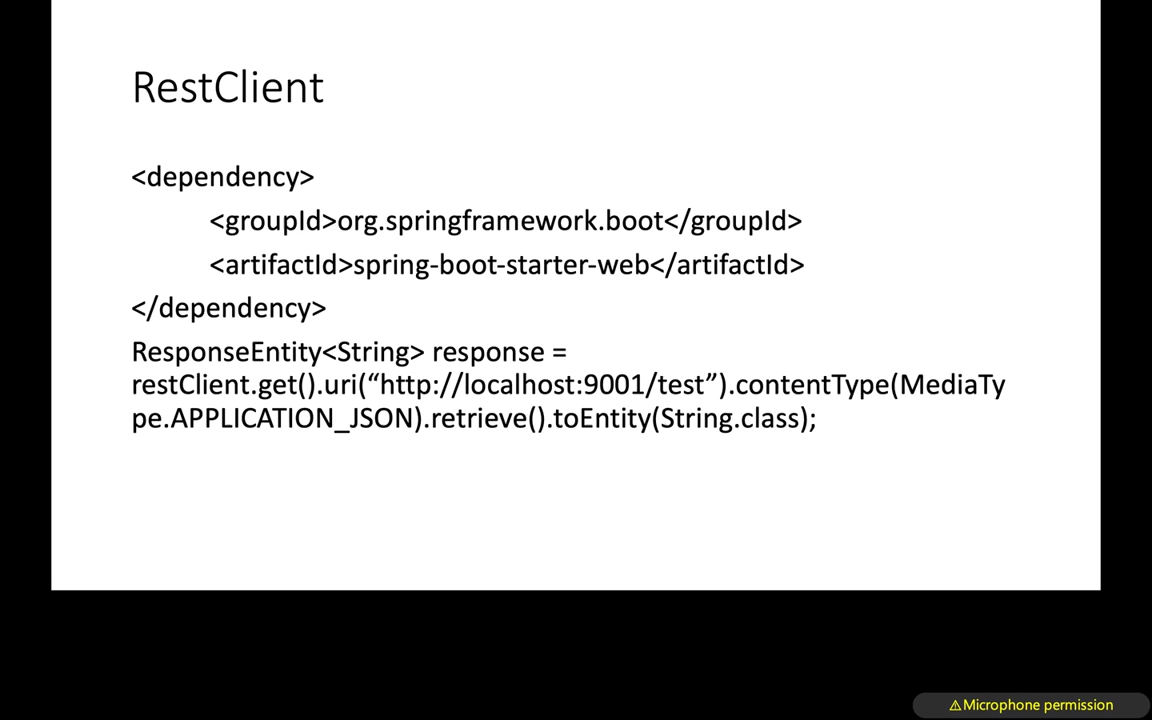 RestClient
<dependency>
<groupId>org.springframework.boot</groupId>
<artifactId>spring-boot-starter-web</artifactId>
</dependency>
ResponseEntity<String> response =
restClient.get().uri(“http://localhost:9001/test”).contentType(MediaTy
pe.APPLICATION_JSON).retrieve().toEntity(String.class);
⚠Microphone permission